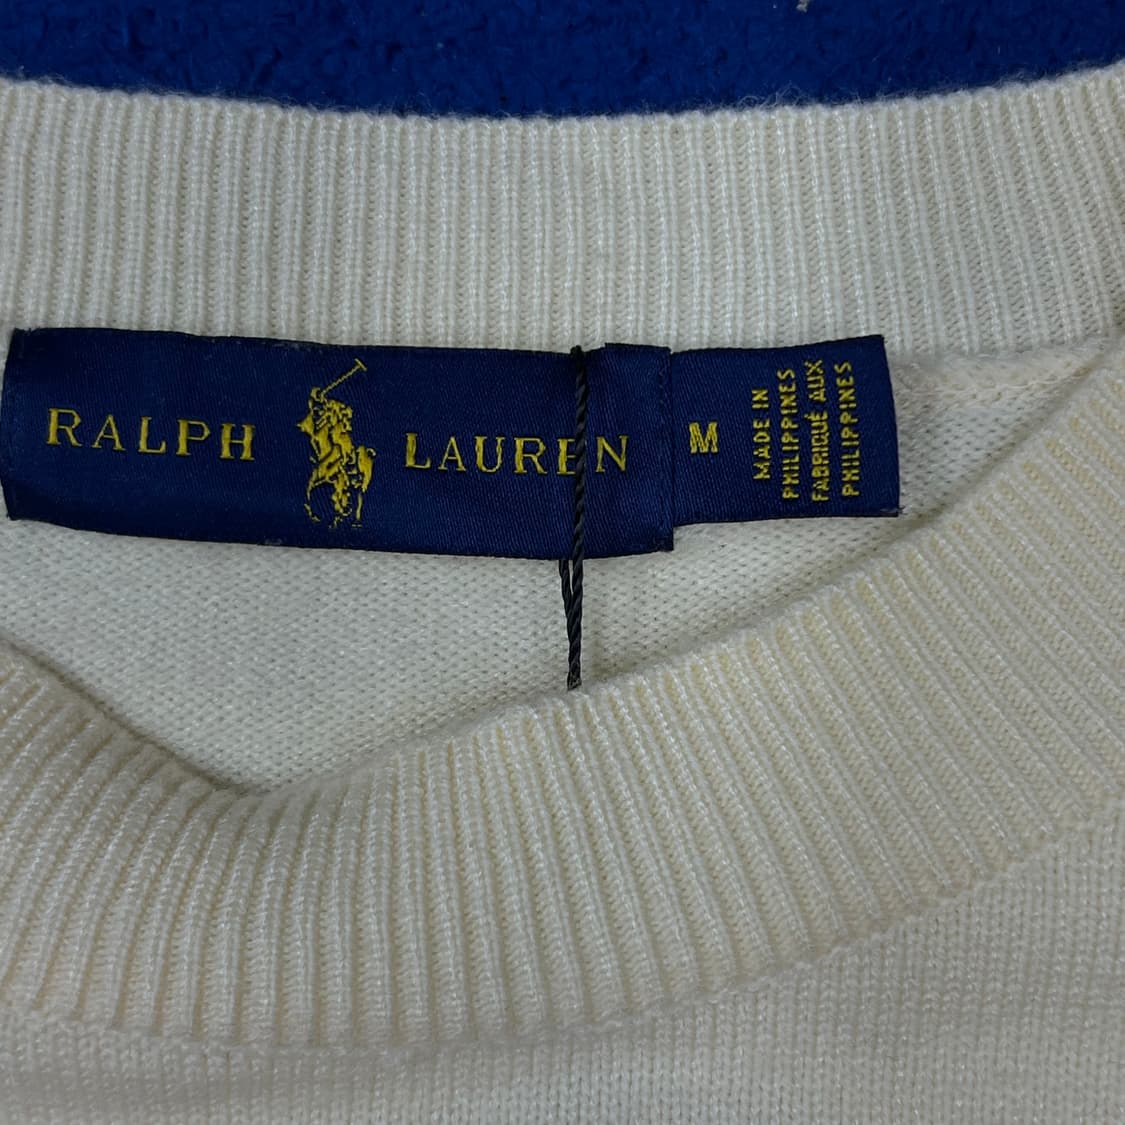 RALPH LAUREN
M
MADE IN
PHILIPPINES
FABRIQUÉ AUX
PHILIPPINES